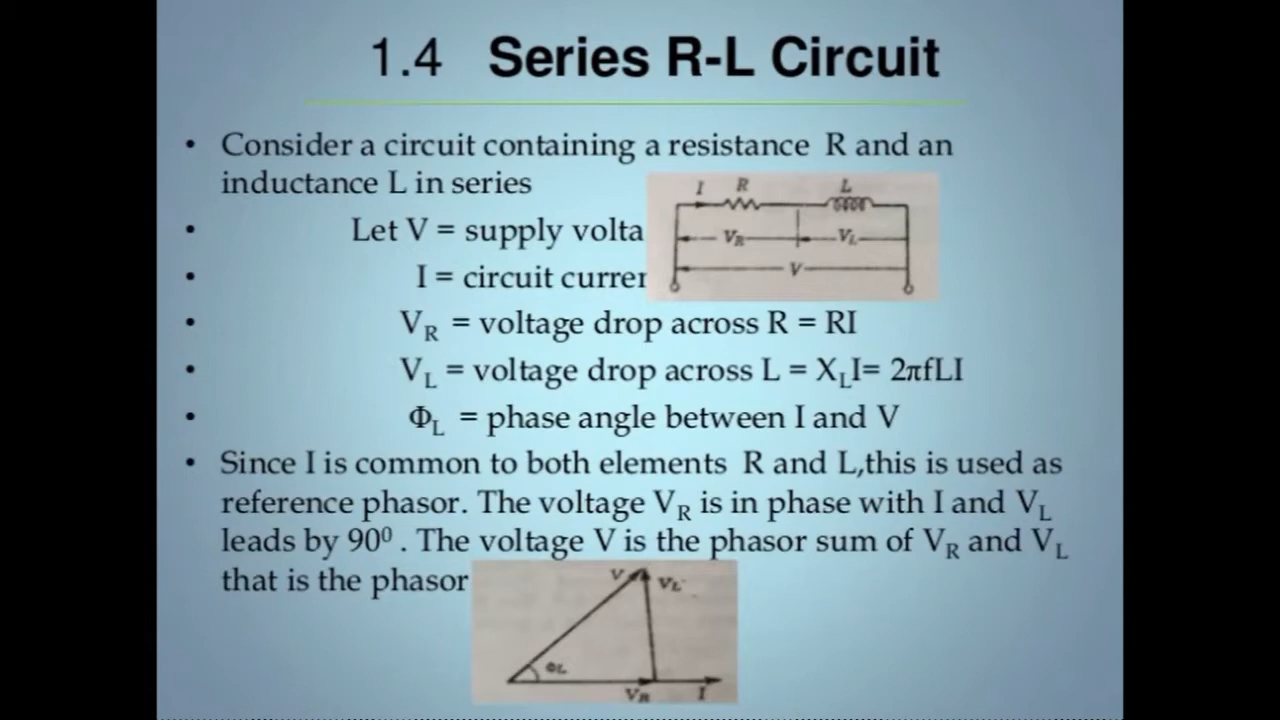 1.4 Series R-L Circuit
• Consider a circuit containing a resistance R and an
inductance L in series
• Let V = supply volta
• I = circuit curren
• V_R = voltage drop across R = RI
• V_L = voltage drop across L = X_LI= 2πfLI
• Φ_L = phase angle between I and V
• Since I is common to both elements R and L,this is used as
reference phasor. The voltage V_R is in phase with I and V_L
leads by 90⁰ . The voltage V is the phasor sum of V_R and V_L
that is the phasor
I R L
V_R V_L
V
V V_L
Φ_L
V_R I